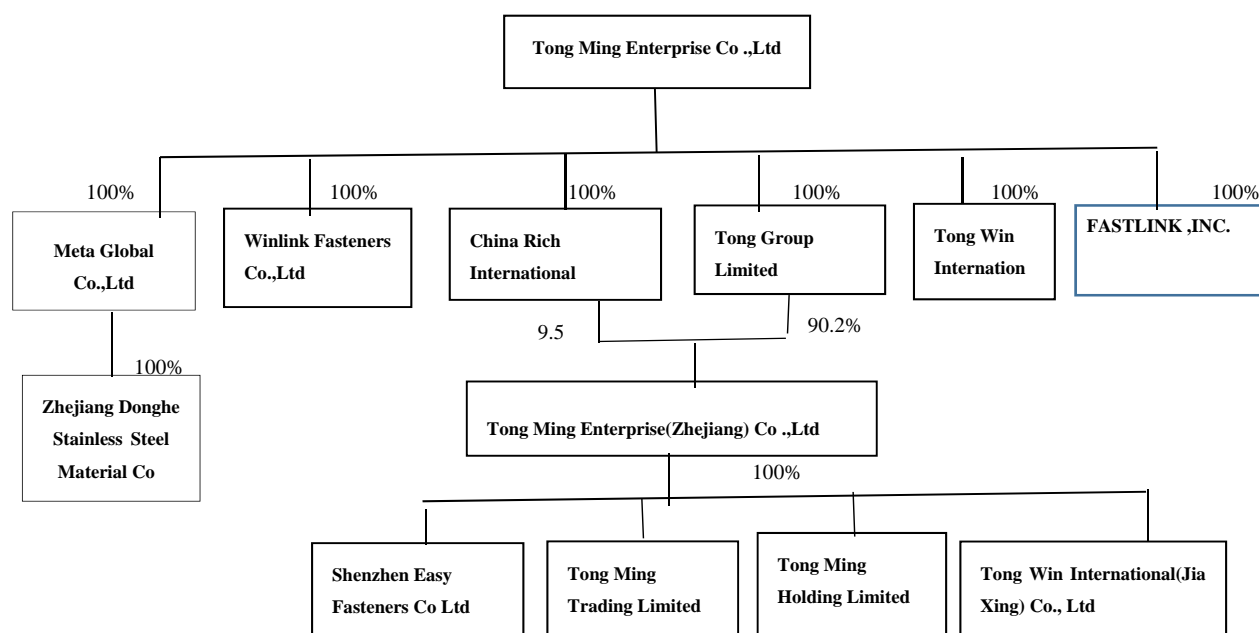 Tong Ming Enterprise Co .,Ltd
100%
100%
100%
100%
100%
100%
Meta Global
Co.,Ltd
Winlink Fasteners
Co.,Ltd
China Rich
International
Tong Group
Limited
Tong Win
Internation
FASTLINK ,INC.
9.5
90.2%
100%
Zhejiang Donghe
Stainless Steel
Material Co
Tong Ming Enterprise(Zhejiang) Co .,Ltd
100%
Shenzhen Easy
Fasteners Co Ltd
Tong Ming
Trading Limited
Tong Ming
Holding Limited
Tong Win International(Jia
Xing) Co., Ltd